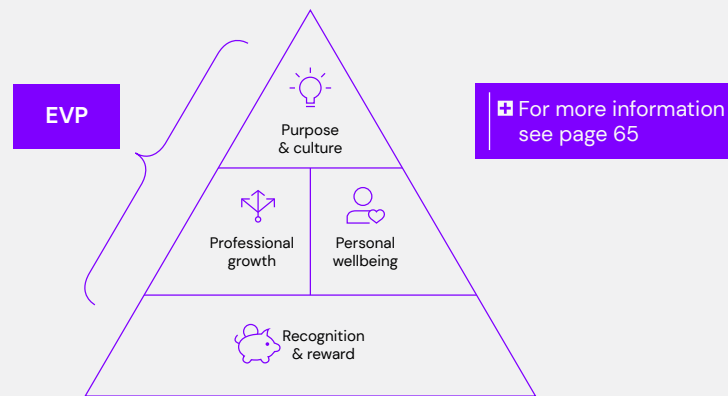 EVP
Purpose
& culture
For more information
see page 65
Professional
growth
Personal
wellbeing
Recognition
& reward